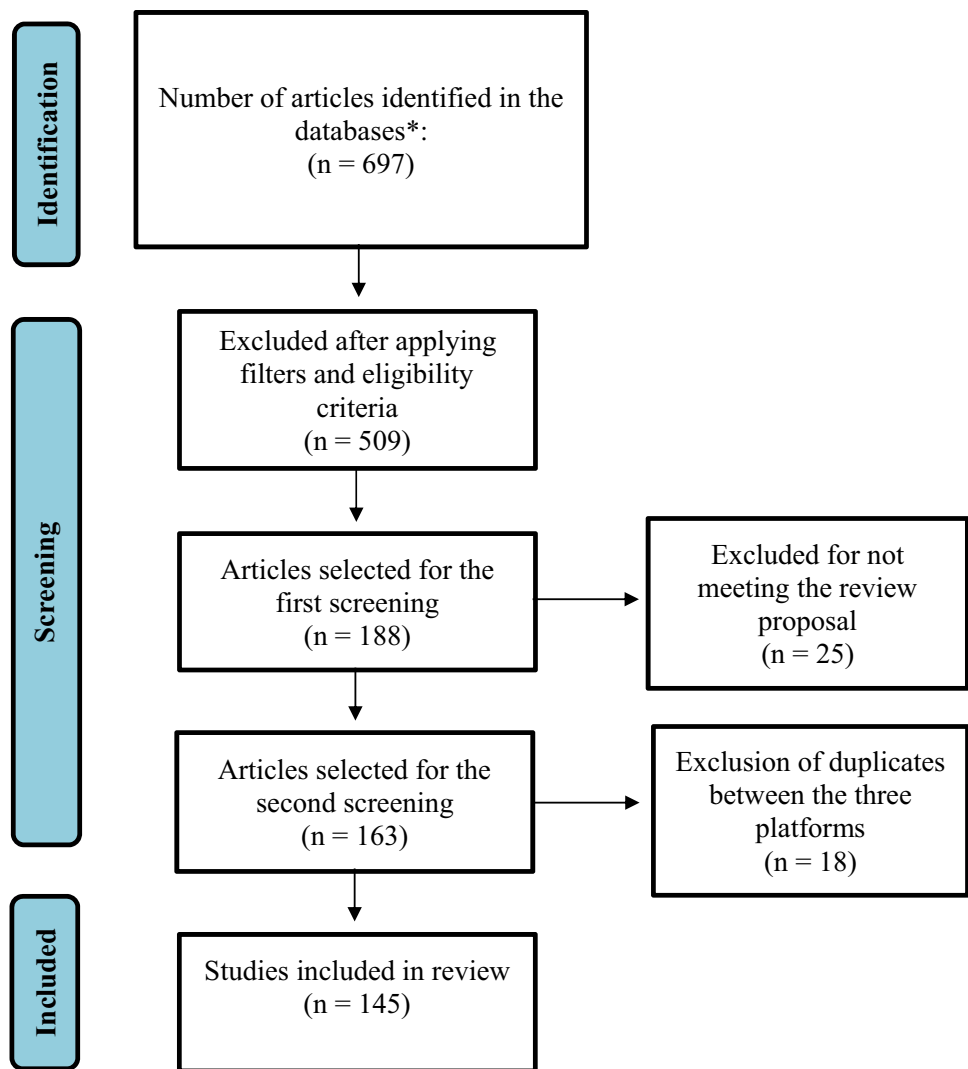 Identification
Number of articles identified in the
databases*:
(n = 697)
Screening
Excluded after applying
filters and eligibility
criteria
(n = 509)
Articles selected for the
first screening
(n = 188)
Excluded for not
meeting the review
proposal
(n = 25)
Articles selected for the
second screening
(n = 163)
Exclusion of duplicates
between the three
platforms
(n = 18)
Included
Studies included in review
(n = 145)